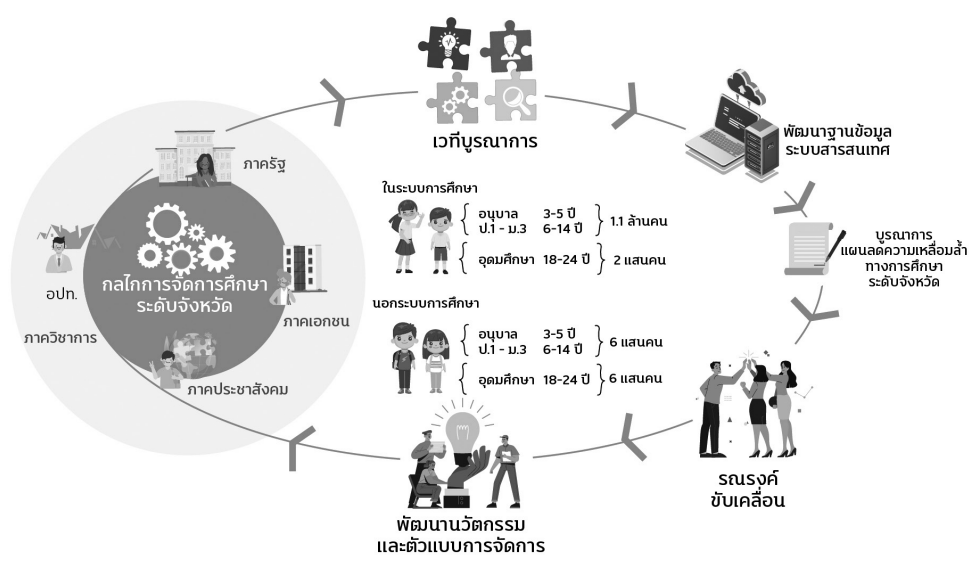 เวทีบูรณาการ
พัฒนาฐานข้อมูล
ระบบสารสนเทศ
ภาครัฐ
กลไกการจัดการศึกษา
ระดับจังหวัด
อปท.
ภาคเอกชน
ภาควิชาการ
ภาคประชาสังคม
ในระบบการศึกษา
อนุบาล 3-5 ปี
ป.1 - ม.3 6-14 ปี
1.1 ล้านคน
อุดมศึกษา 18-24 ปี 2 แสนคน
นอกระบบการศึกษา
อนุบาล 3-5 ปี
ป.1 - ม.3 6-14 ปี
6 แสนคน
อุดมศึกษา 18-24 ปี 6 แสนคน
บูรณาการ
แผนลดความเหลื่อมล้ำ
ทางการศึกษา
ระดับจังหวัด
รณรงค์
ขับเคลื่อน
พัฒนานวัตกรรม
และตัวแบบการจัดการ